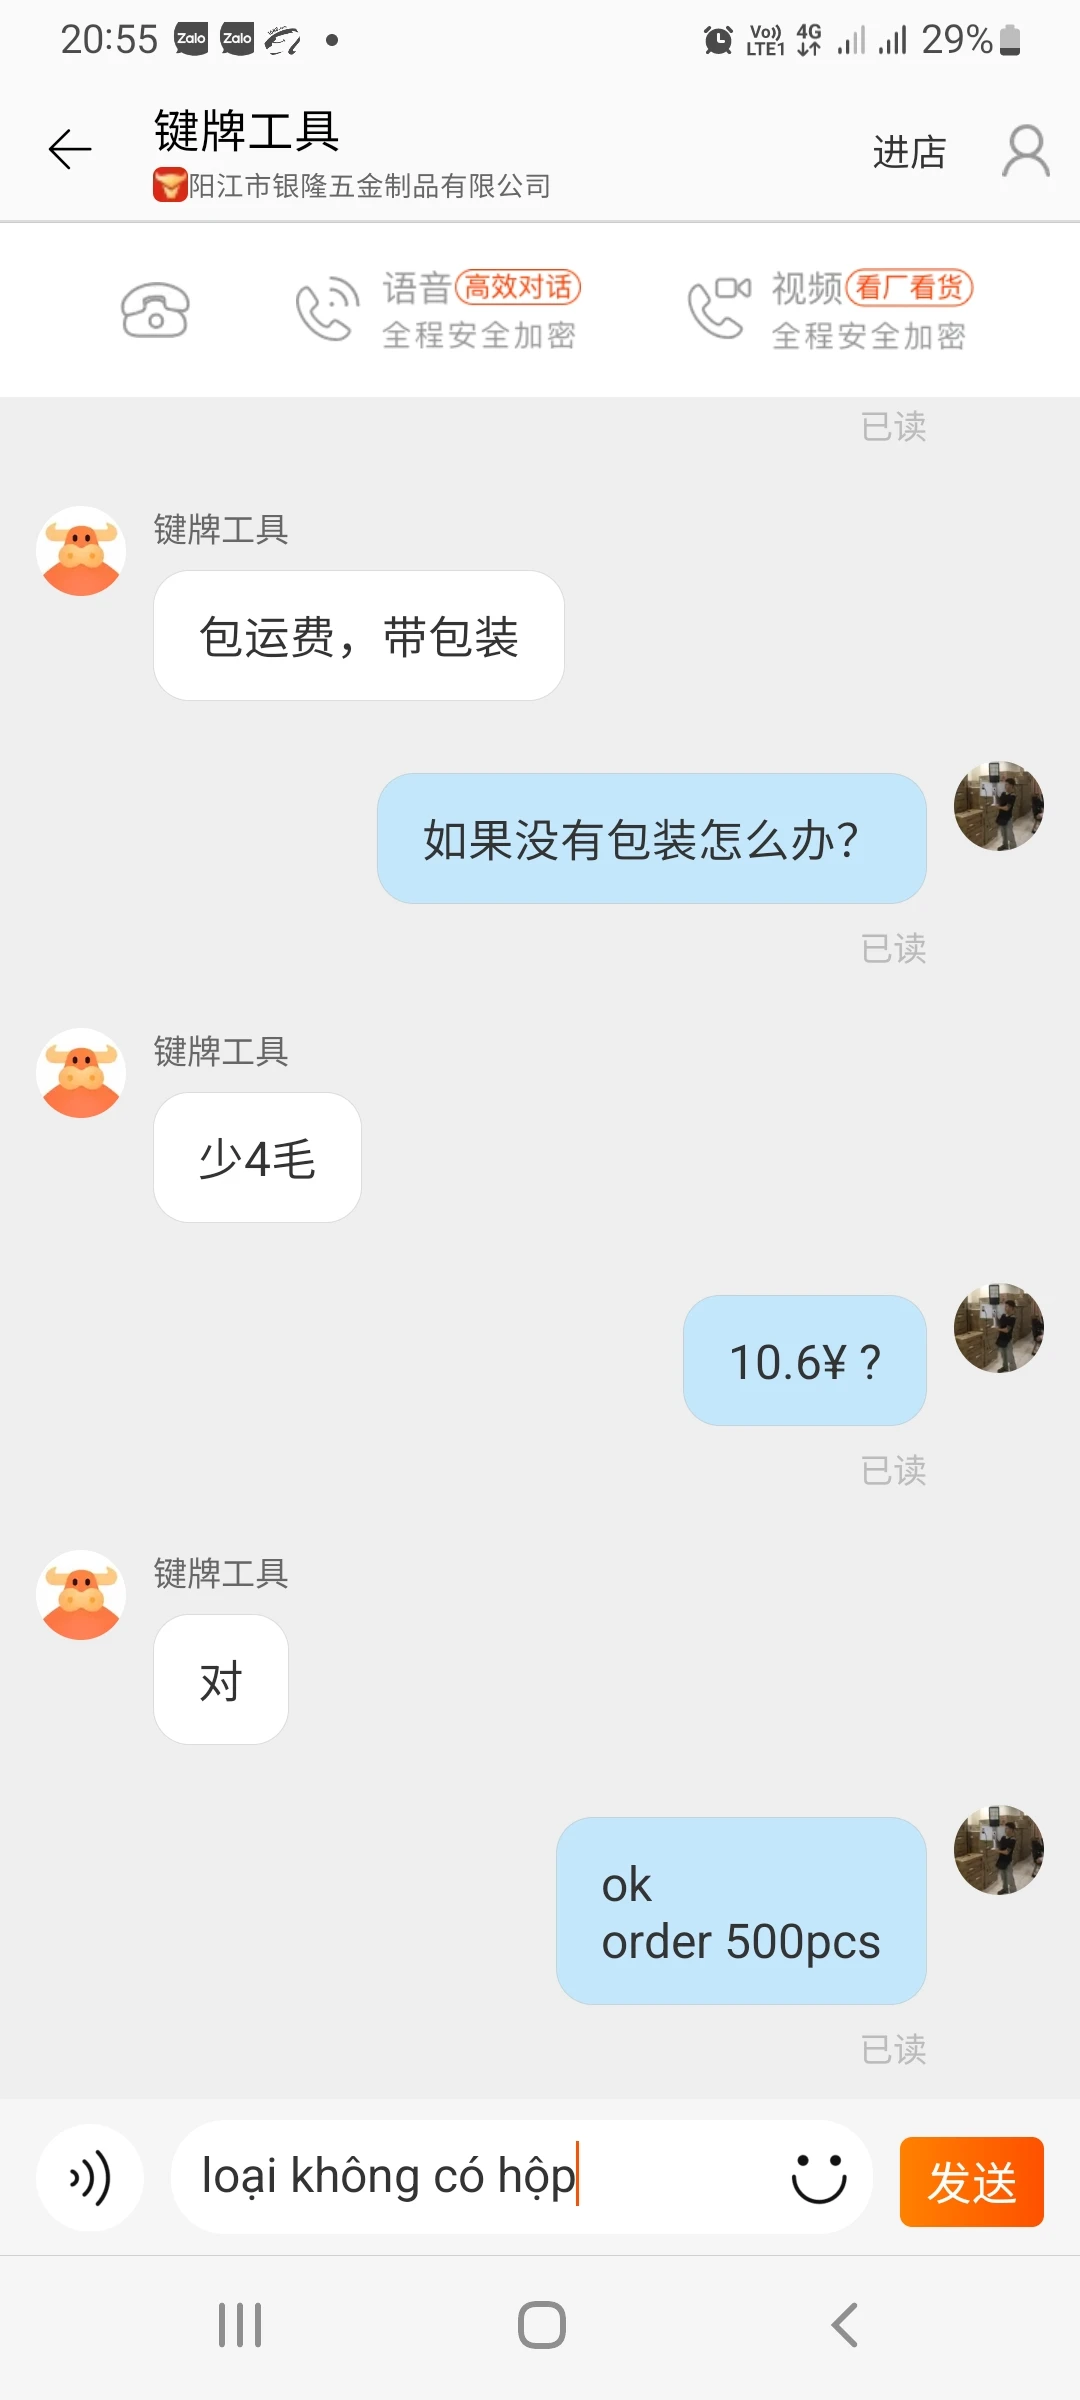 20:55 Zalo Zalo Vo)) LTE1 4G 29%
键牌工具
阳江市银隆五金制品有限公司
进店
语音 高效对话
全程安全加密
视频 看厂看货
全程安全加密
已读
键牌工具
包运费，带包装
如果没有包装怎么办？
已读
键牌工具
少4毛
10.6¥ ?
已读
键牌工具
对
ok
order 500pcs
已读
loại không có hộp
发送